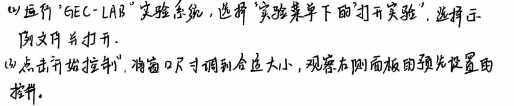 (1)运行"GEC-LAB"实验系统,选择"实验菜单下的"打开实验",选择示
例文件并打开.
(2)点击"开始控制",将窗口尺寸调到合适大小,观察右侧面板的预先设置的
控件。